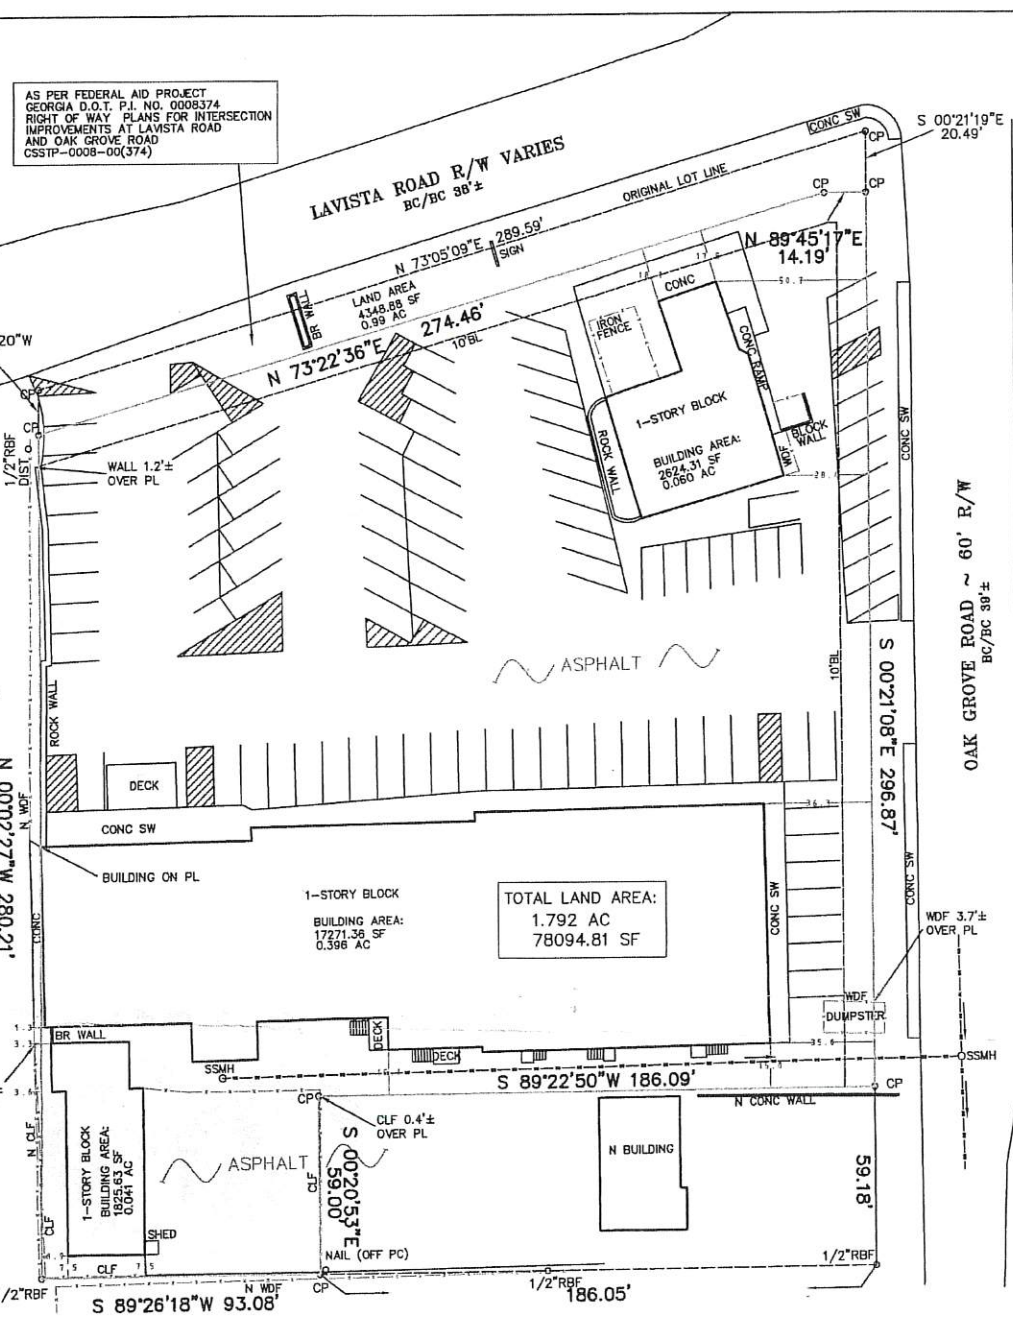 AS PER FEDERAL AID PROJECT
GEORGIA D.O.T. P.I. NO. 0008374
RIGHT OF WAY PLANS FOR INTERSECTION
IMPROVEMENTS AT LAVISTA ROAD
AND OAK GROVE ROAD
CSSTP-0008-00(374)
LAVISTA ROAD R/W VARIES
BC/BC 38'±
CONC SW
CP
S 00°21'19"E
20.49'
ORIGINAL LOT LINE
CP
CP
N 89°45'17"E
14.19'
N 73°05'09"E 289.59'
SIGN
BR WALL
LAND AREA
4348.88 SF
0.99 AC
N 73°22'36"E 274.46'
10'BL
CONC
IRON
FENCE
CONC RAMP
20"W
CP
CP
1/2"RBF
DIST.
WALL 1.2'±
OVER PL
1-STORY BLOCK
BUILDING AREA:
2624.31 SF
0.060 AC
ROCK WALL
BLOCK
WALL
WDF
CONC SW
OAK GROVE ROAD ~ 60' R/W
BC/BC 39'±
ASPHALT
10'BL
S 00°21'08"E 296.87'
ROCK WALL
DECK
N WDF
CONC SW
N 00°02'27"W 280.21'
BUILDING ON PL
CONC
1-STORY BLOCK
BUILDING AREA:
17271.36 SF
0.396 AC
TOTAL LAND AREA:
1.792 AC
78094.81 SF
CONC SW
CONC SW
WDF 3.7'±
OVER PL
WDF
DUMPSTER
35.6
1.3
3.3
3.6
BR WALL
DECK
DECK
SSMH
SSMH
S 89°22'50"W 186.09'
CP
CP
N CONC WALL
CLF 0.4'±
OVER PL
N CLF
CLF
1-STORY BLOCK
BUILDING AREA:
1825.63 SF
0.041 AC
ASPHALT
CLF
S 00°20'53"E
59.00'
N BUILDING
59.18'
SHED
CLF
NAIL (OFF PC)
CP
1/2"RBF
1/2"RBF
/2"RBF
N WDF
S 89°26'18"W 93.08'
186.05'